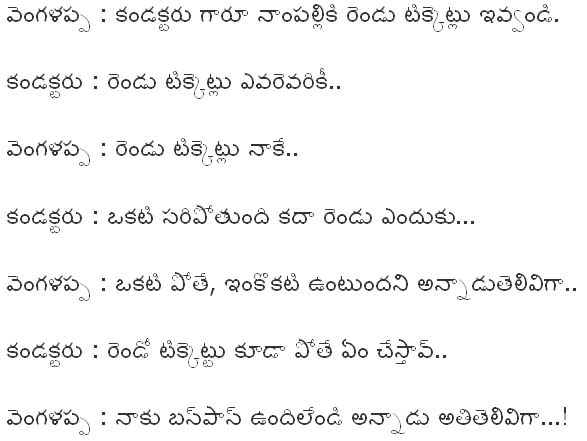 వెంగళప్ప : కండక్టరు గారూ నాంపల్లికి రెండు టిక్కెట్లు ఇవ్వండి.
కండక్టరు : రెండు టిక్కెట్లు ఎవరెవరికీ..
వెంగళప్ప : రెండు టిక్కెట్లు నాకే..
కండక్టరు : ఒకటి సరిపోతుంది కదా రెండు ఎందుకు...
వెంగళప్ప : ఒకటి పోతే, ఇంకొకటి ఉంటుందని అన్నాడుతెలివిగా..
కండక్టరు : రెండో టిక్కెట్టు కూడా పోతే ఏం చేస్తావ్..
వెంగళప్ప : నాకు బస్‌పాస్ ఉందిలేండి అన్నాడు అతితెలివిగా...!